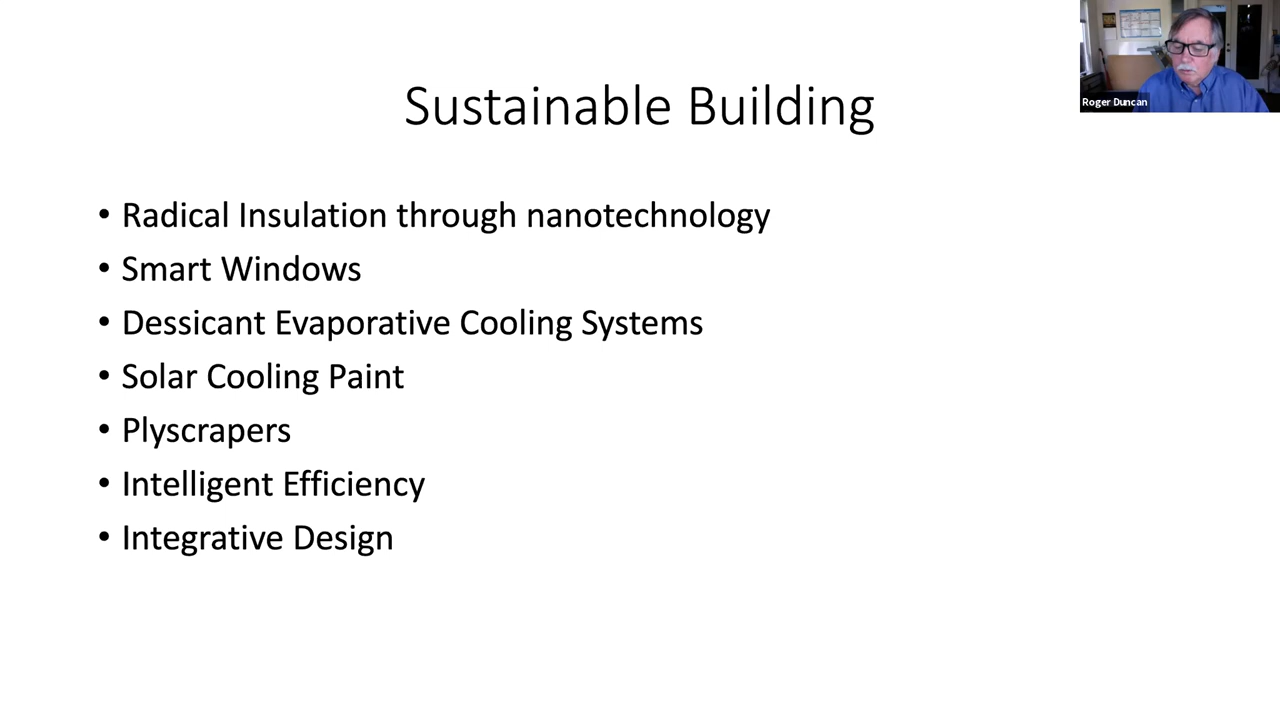 Sustainable Building
• Radical Insulation through nanotechnology
• Smart Windows
• Dessicant Evaporative Cooling Systems
• Solar Cooling Paint
• Plyscrapers
• Intelligent Efficiency
• Integrative Design
Roger Duncan